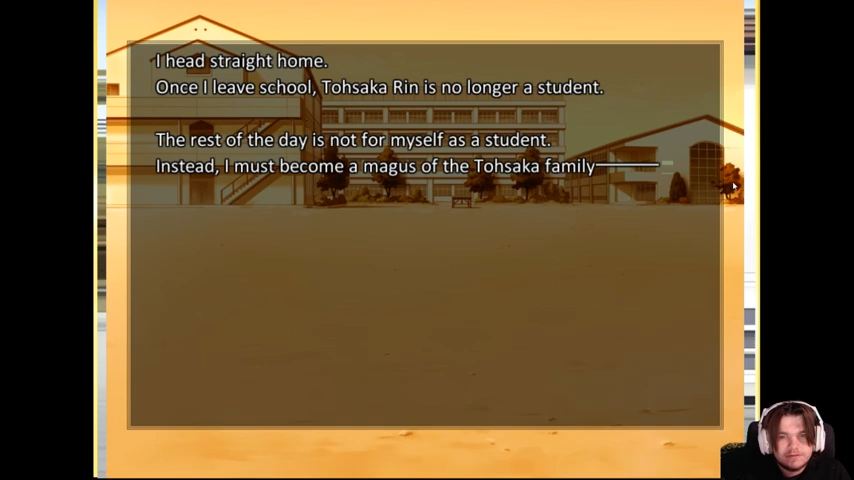 I head straight home.
Once I leave school, Tohsaka Rin is no longer a student.
The rest of the day is not for myself as a student.
Instead, I must become a magus of the Tohsaka family———